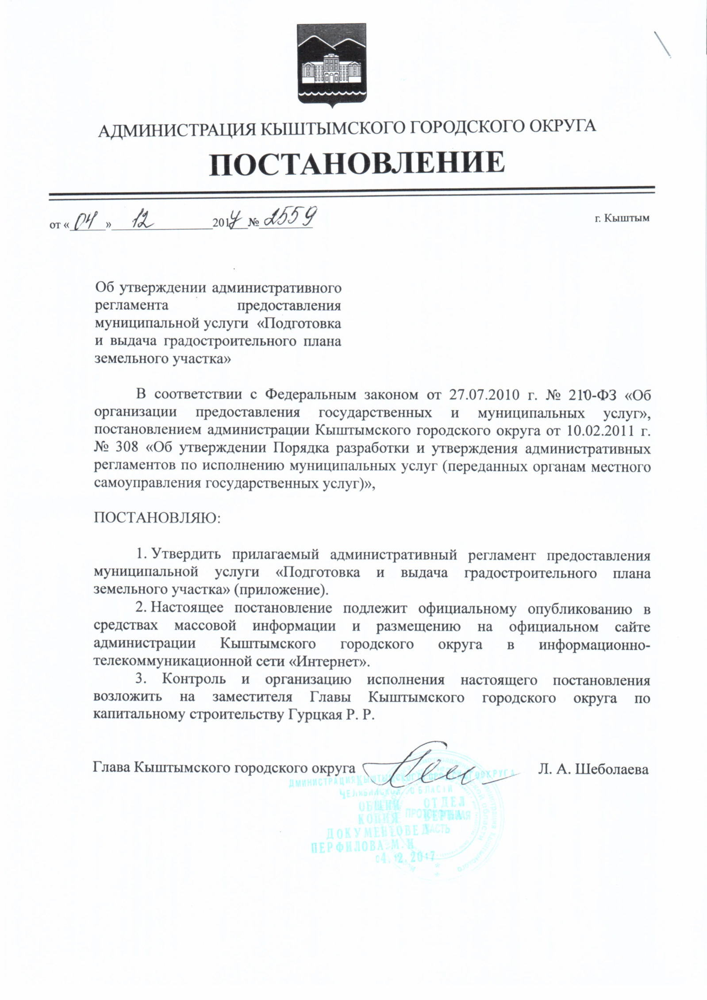 АДМИНИСТРАЦИЯ КЫШТЫМСКОГО ГОРОДСКОГО ОКРУГА
ПОСТАНОВЛЕНИЕ
от «04» 12 2017 № 2559
г. Кыштым
Об утверждении административного
регламента предоставления
муниципальной услуги «Подготовка
и выдача градостроительного плана
земельного участка»
В соответствии с Федеральным законом от 27.07.2010 г. № 210-ФЗ «Об
организации предоставления государственных и муниципальных услуг»,
постановлением администрации Кыштымского городского округа от 10.02.2011 г.
№ 308 «Об утверждении Порядка разработки и утверждения административных
регламентов по исполнению муниципальных услуг (переданных органам местного
самоуправления государственных услуг)»,
ПОСТАНОВЛЯЮ:
1. Утвердить прилагаемый административный регламент предоставления
муниципальной услуги «Подготовка и выдача градостроительного плана
земельного участка» (приложение).
2. Настоящее постановление подлежит официальному опубликованию в
средствах массовой информации и размещению на официальном сайте
администрации Кыштымского городского округа в информационно-
телекоммуникационной сети «Интернет».
3. Контроль и организацию исполнения настоящего постановления
возложить на заместителя Главы Кыштымского городского округа по
капитальному строительству Гурцкая Р. Р.
Глава Кыштымского городского округа
Л. А. Шеболаева
ДМИНИСТРАЦИЯ КЫШТЫМСКОГО ГОРОДСКОГО ОКРУГА
ЧЕЛЯБИНСКОЙ ОБЛАСТИ
ОБЩИЙ ОТДЕЛ
КОПИЯ ВЕРНА
ДОКУМЕНТОВЕД
ПЕРФИЛОВА.М.И
04.12.2017